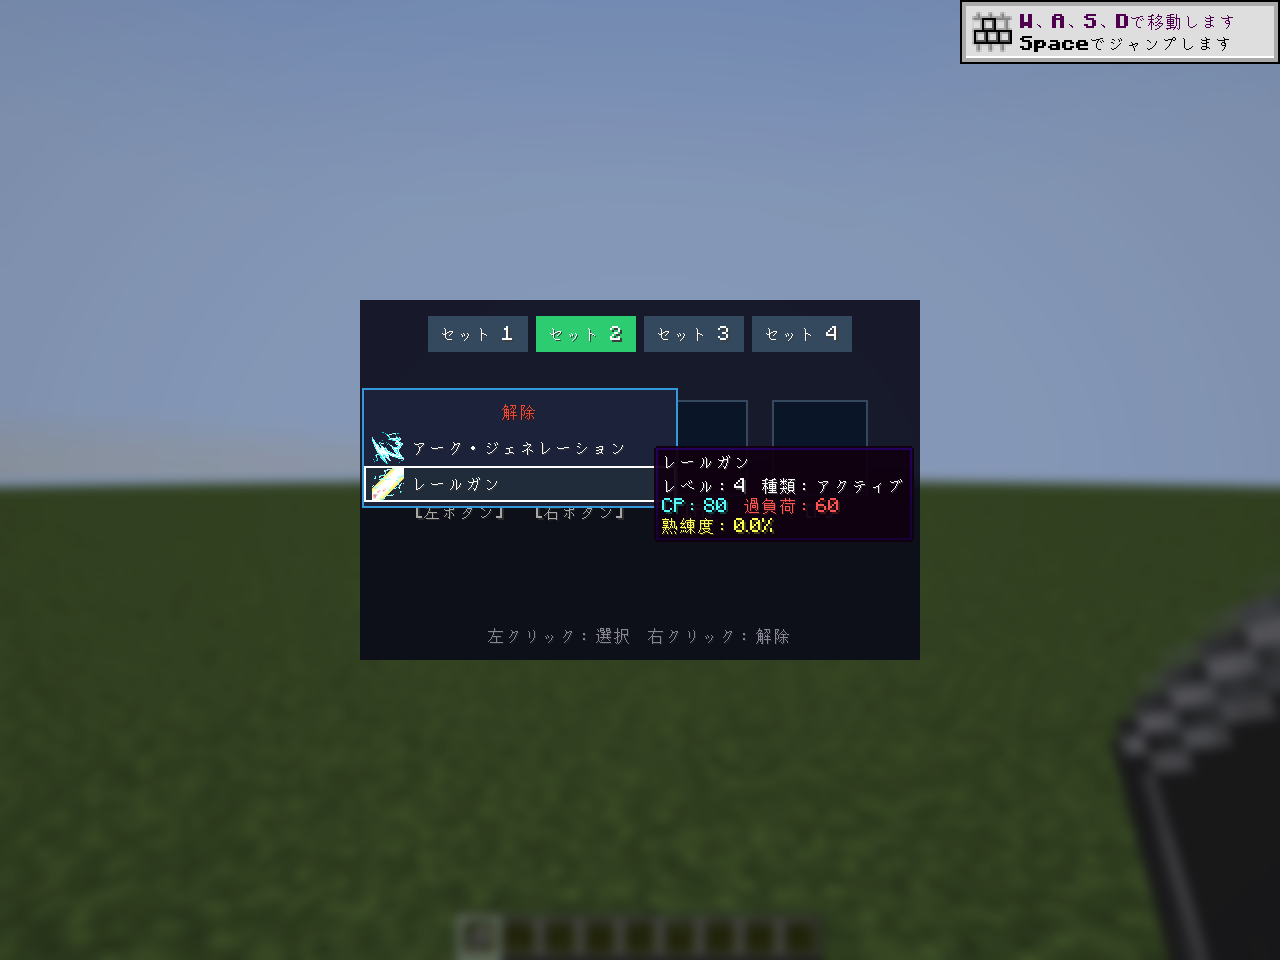 W、A、S、Dで移動します
Spaceでジャンプします
セット 1
セット 2
セット 3
セット 4
解除
アーク・ジェネレーション
レールガン
レールガン
レベル：4 種類：アクティブ
CP：80 過負荷：60
熟練度：0.0%
[左ボタン] [右ボタン]
左クリック：選択 右クリック：解除